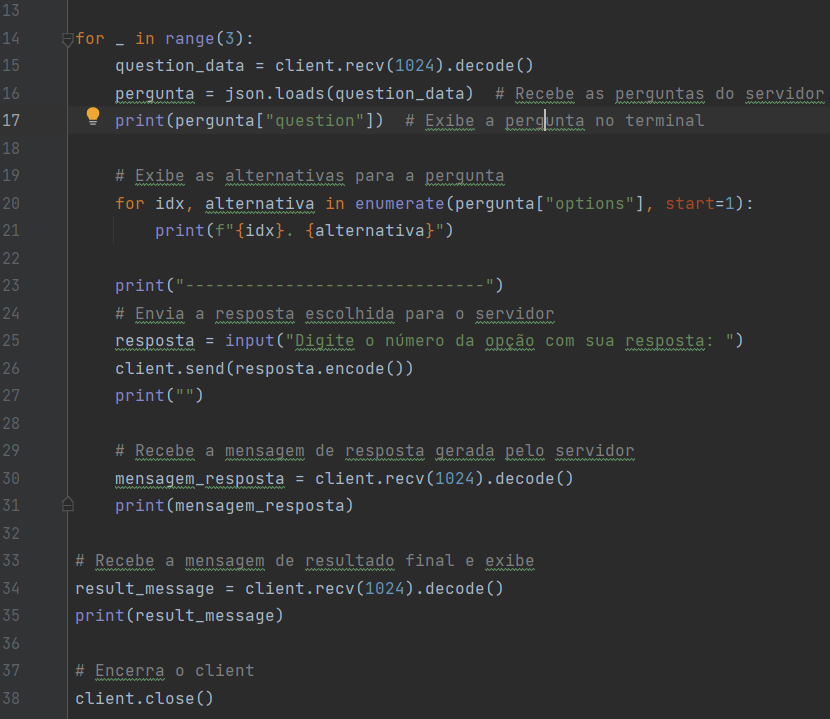 13
14 for _ in range(3):
15     question_data = client.recv(1024).decode()
16     pergunta = json.loads(question_data)  # Recebe as perguntas do servidor
17     print(pergunta["question"])  # Exibe a pergunta no terminal
18
19     # Exibe as alternativas para a pergunta
20     for idx, alternativa in enumerate(pergunta["options"], start=1):
21         print(f"{idx}. {alternativa}")
22
23     print("------------------------------")
24     # Envia a resposta escolhida para o servidor
25     resposta = input("Digite o número da opção com sua resposta: ")
26     client.send(resposta.encode())
27     print("")
28
29     # Recebe a mensagem de resposta gerada pelo servidor
30     mensagem_resposta = client.recv(1024).decode()
31     print(mensagem_resposta)
32
33 # Recebe a mensagem de resultado final e exibe
34 result_message = client.recv(1024).decode()
35 print(result_message)
36
37 # Encerra o client
38 client.close()